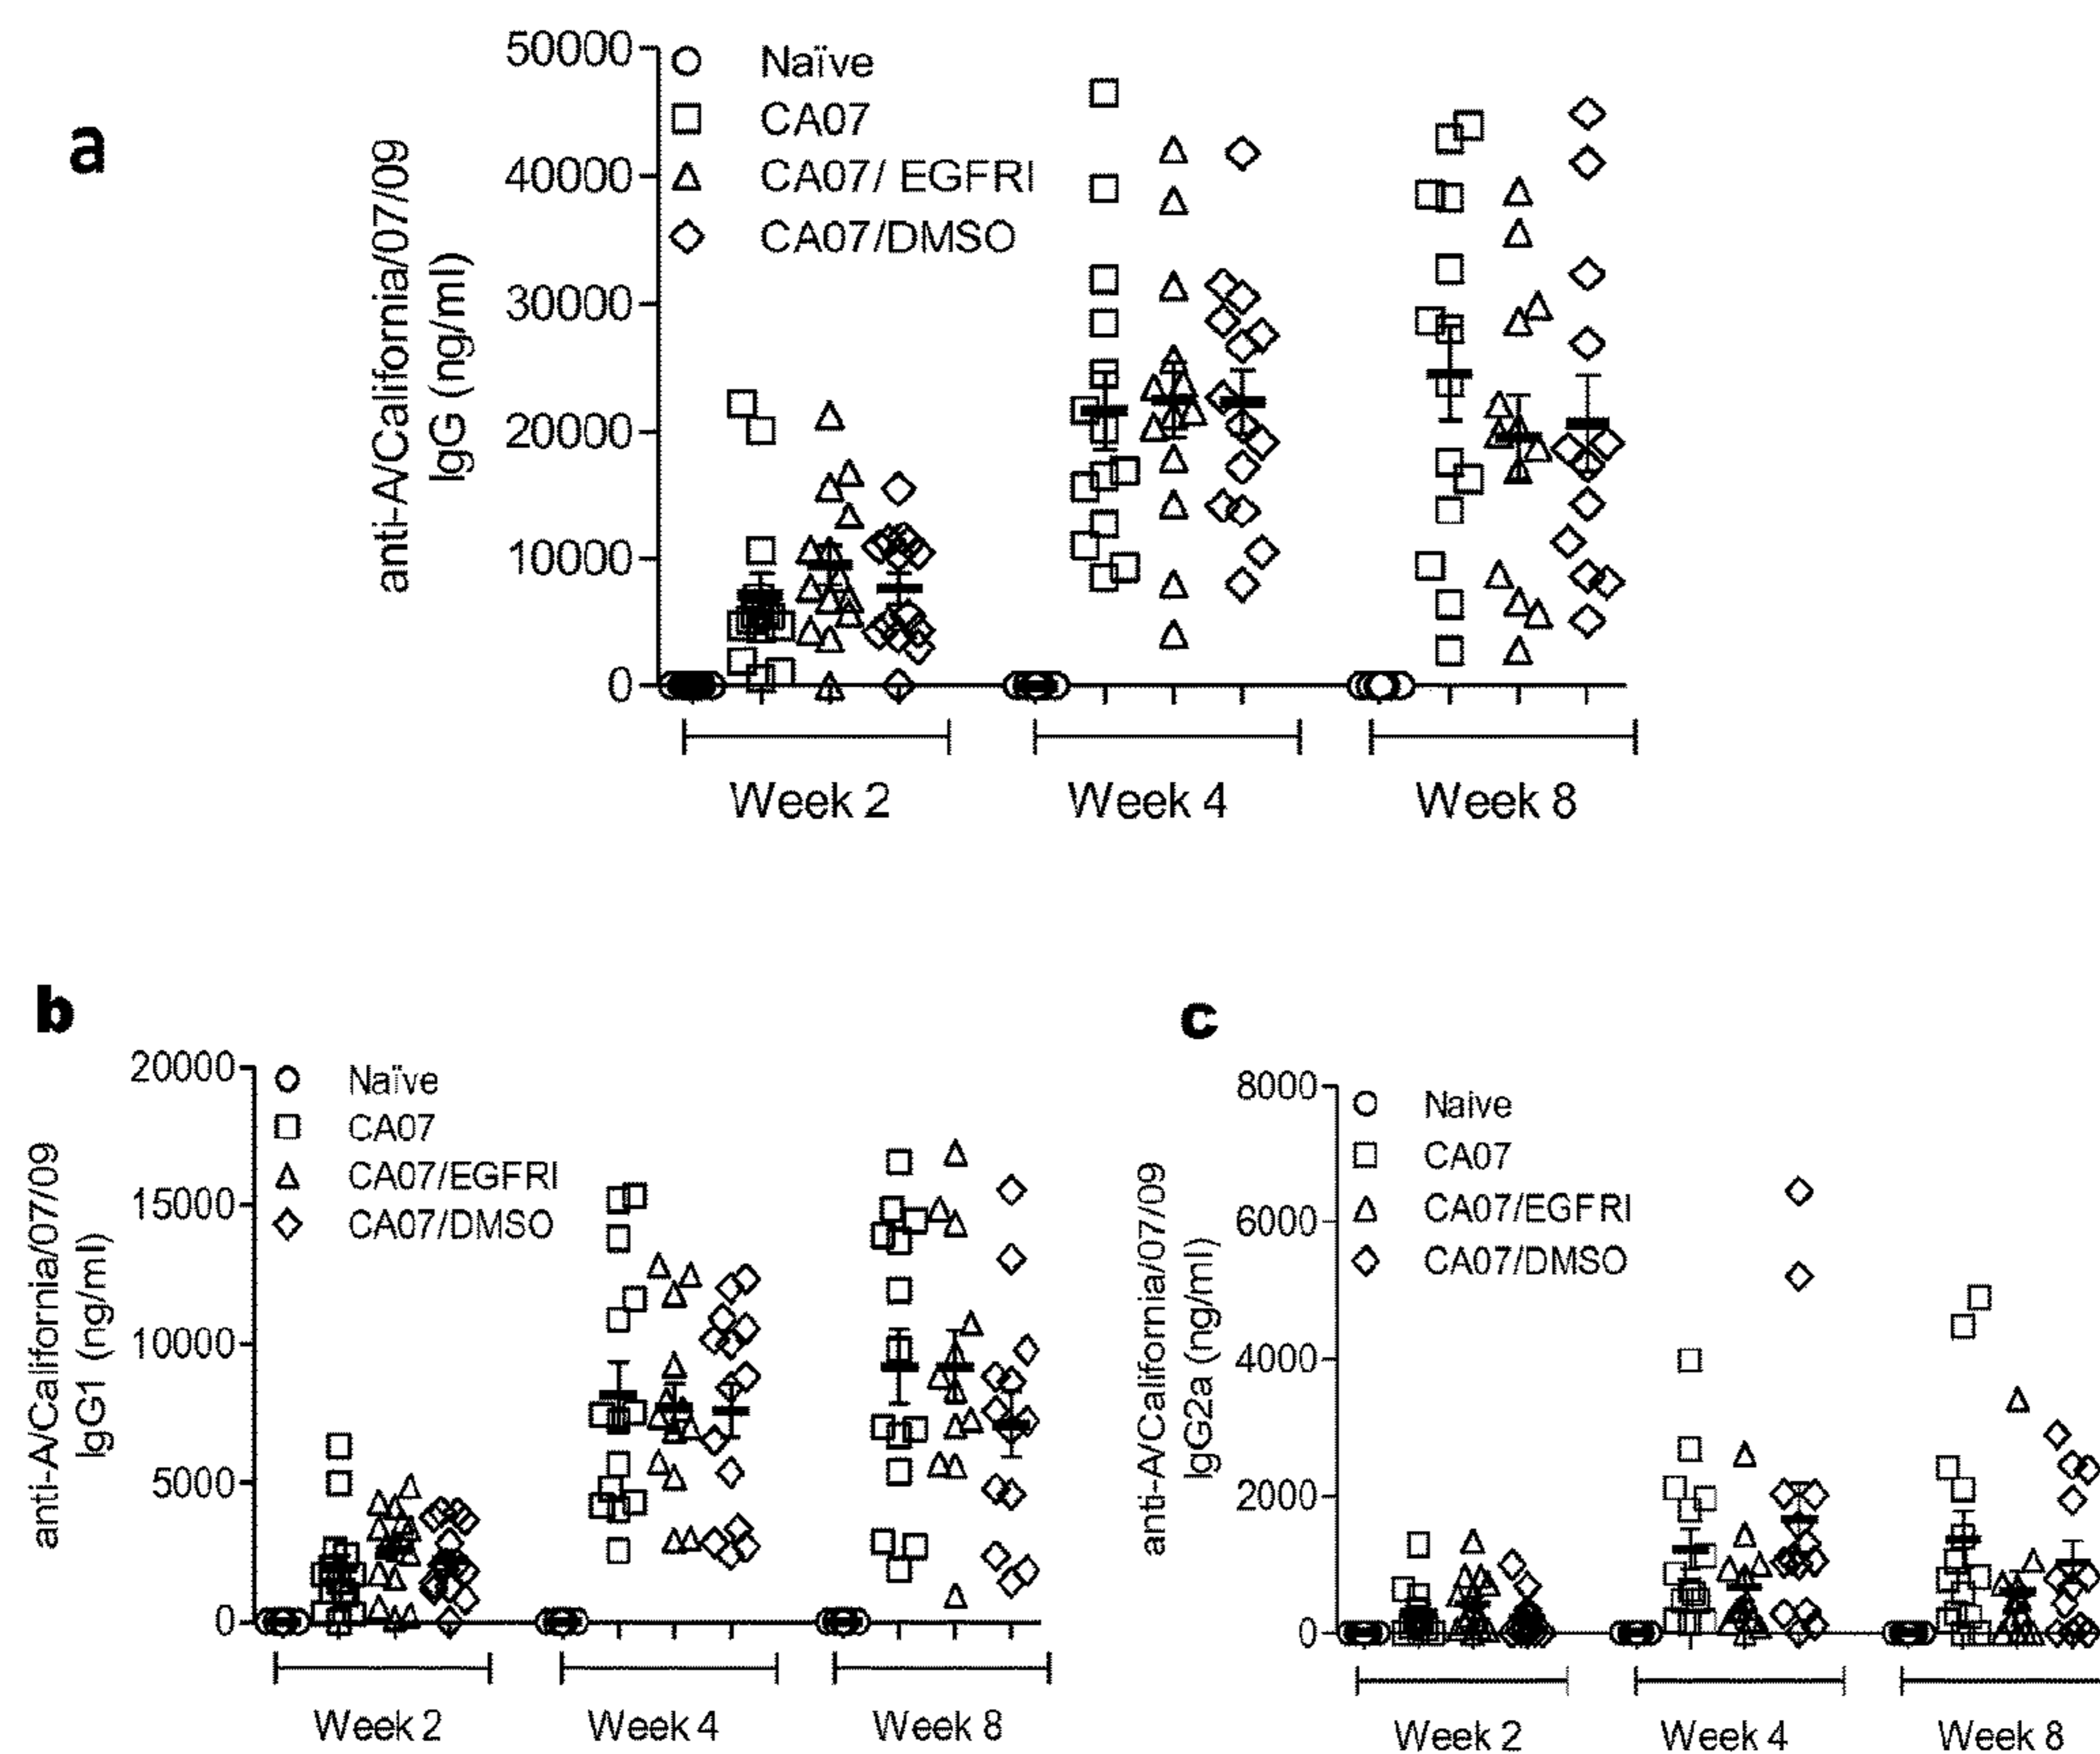 a
anti-A/California/07/09
IgG (ng/ml)
50000
40000
30000
20000
10000
0
Naïve
CA07
CA07/ EGFRI
CA07/DMSO
Week 2
Week 4
Week 8
b
anti-A/California/07/09
IgG1 (ng/ml)
20000
15000
10000
5000
0
Naïve
CA07
CA07/EGFRI
CA07/DMSO
Week 2
Week 4
Week 8
c
anti-A/California/07/09
IgG2a (ng/ml)
8000
6000
4000
2000
0
Naive
CA07
CA07/EGFRI
CA07/DMSO
Week 2
Week 4
Week 8